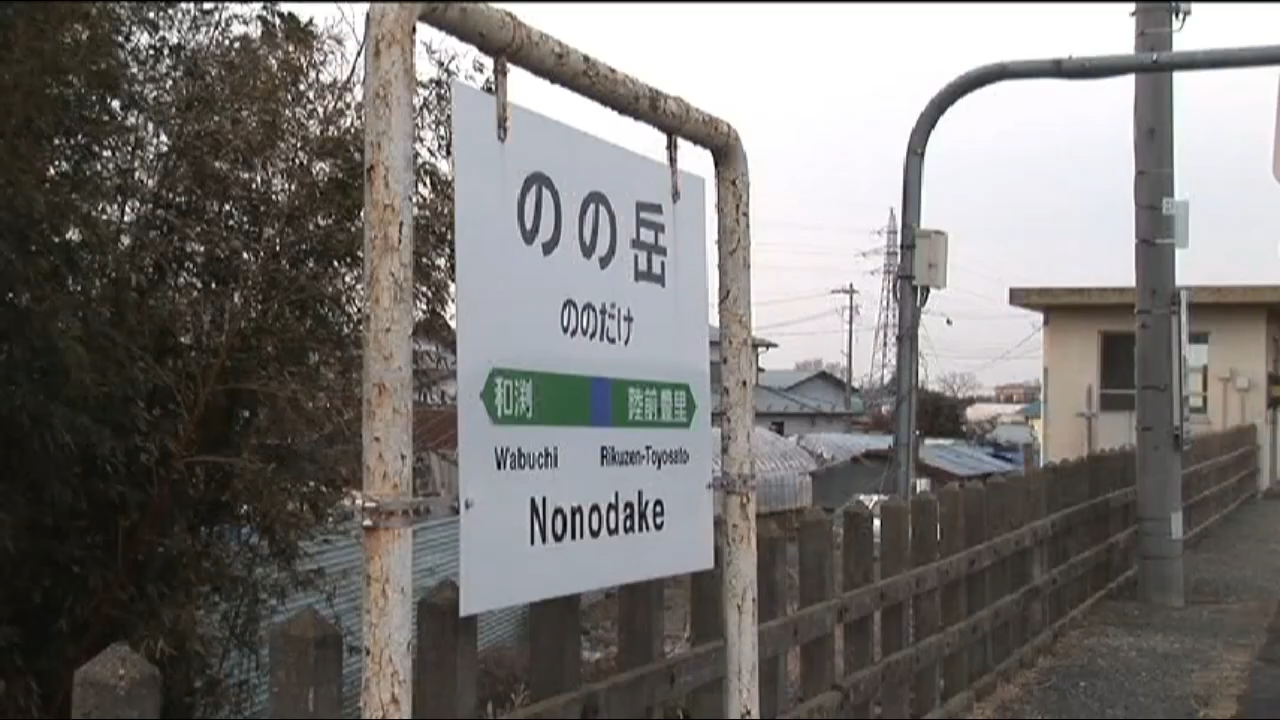 のの岳
ののだけ
和渕 陸前豊里
Wabuchi Rikuzen-Toyosato
Nonodake